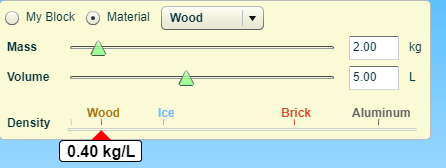 My Block Material Wood
Mass 2.00 kg
Volume 5.00 L
Density Wood Ice Brick Aluminum
0.40 kg/L